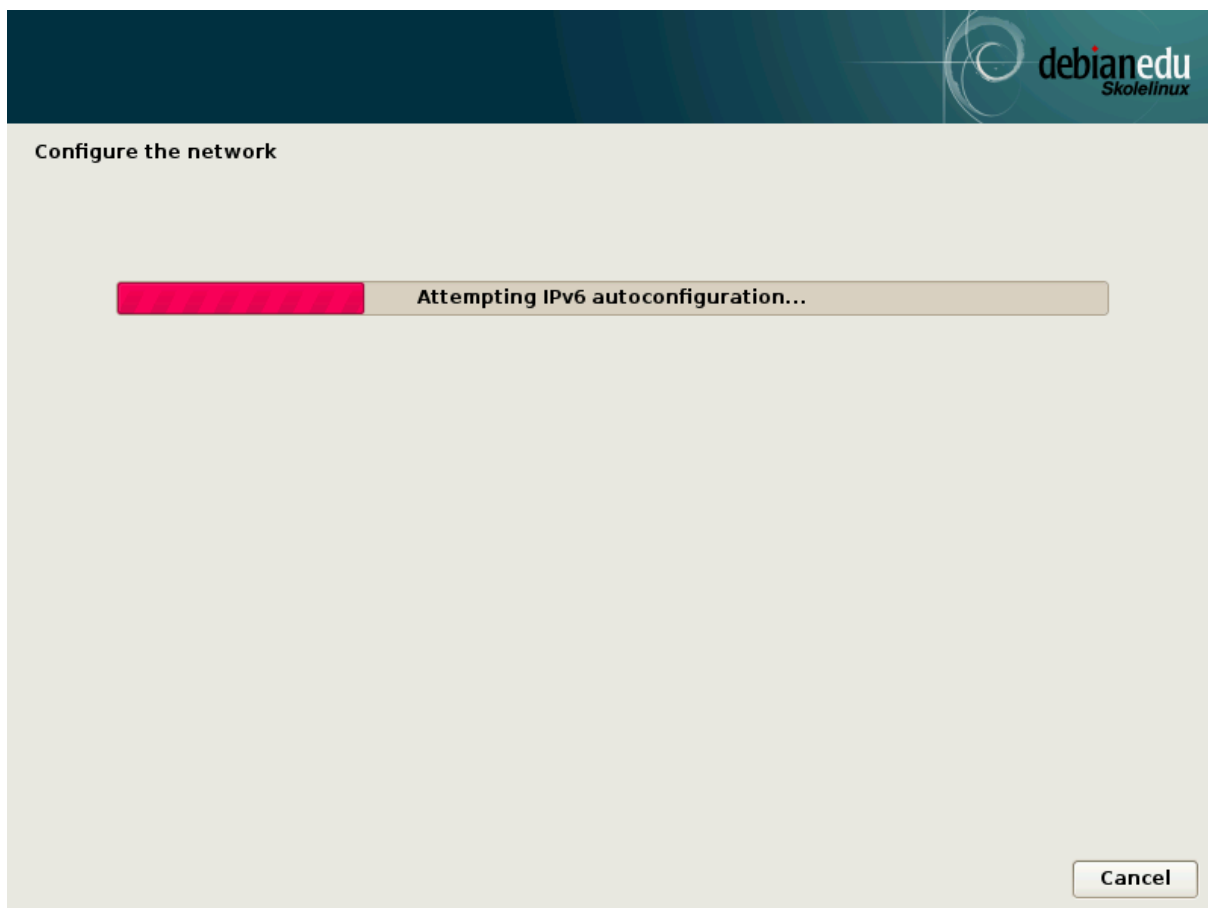 debianedu
Skolelinux
Configure the network
Attempting IPv6 autoconfiguration...
Cancel